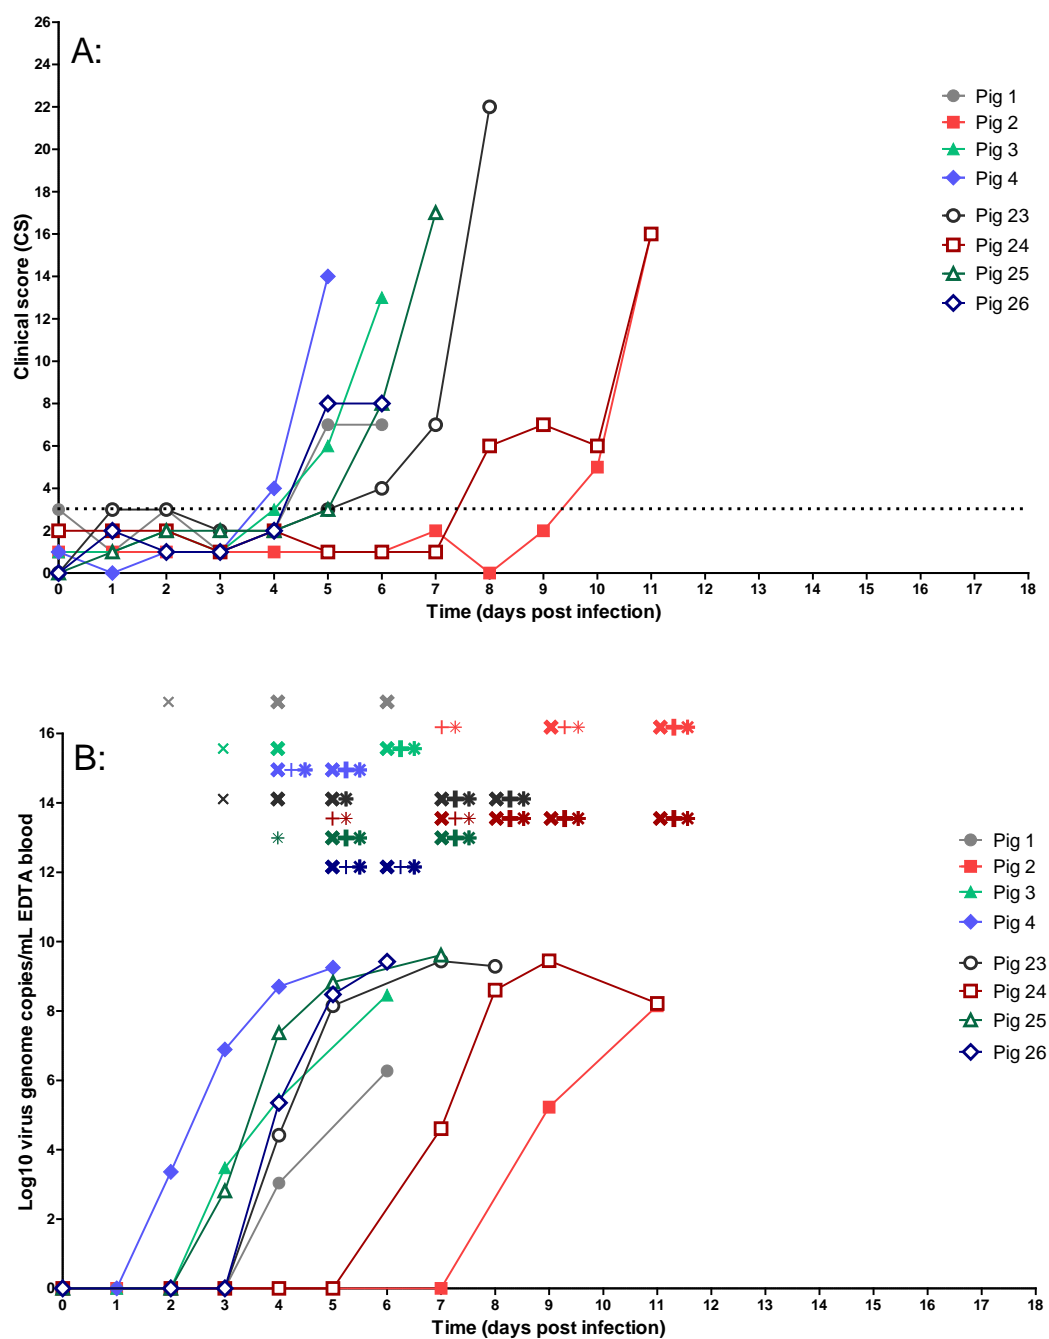 A:
26
24
22
20
18
16
14
12
10
8
6
4
2
0
Clinical score (CS)
0 1 2 3 4 5 6 7 8 9 10 11 12 13 14 15 16 17 18
Time (days post infection)
Pig 1
Pig 2
Pig 3
Pig 4
Pig 23
Pig 24
Pig 25
Pig 26
B:
16
14
12
10
8
6
4
2
0
Log10 virus genome copies/mL EDTA blood
0 1 2 3 4 5 6 7 8 9 10 11 12 13 14 15 16 17 18
Time (days post infection)
Pig 1
Pig 2
Pig 3
Pig 4
Pig 23
Pig 24
Pig 25
Pig 26